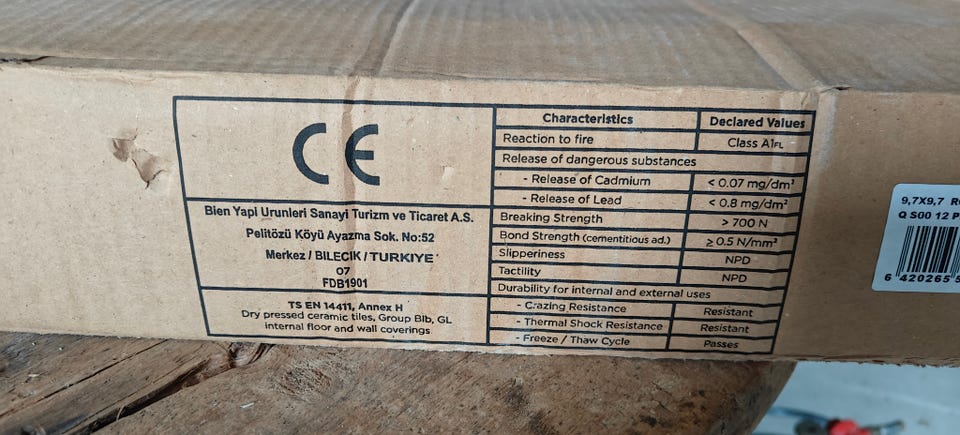 CE
Bien Yapi Urunleri Sanayi Turizm ve Ticaret A.S.
Pelitözü Köyü Ayazma Sok. No:52
Merkez / BILECIK / TURKIYE
07
FDB1901
TS EN 14411, Annex H
Dry pressed ceramic tiles, Group BIb, GL
internal floor and wall coverings.
Characteristics Declared Values
Reaction to fire Class A1FL
Release of dangerous substances
- Release of Cadmium < 0.07 mg/dm²
- Release of Lead < 0.8 mg/dm²
Breaking Strength > 700 N
Bond Strength (cementitious ad.) ≥ 0.5 N/mm²
Slipperiness NPD
Tactility NPD
Durability for internal and external uses
- Crazing Resistance Resistant
- Thermal Shock Resistance Resistant
- Freeze / Thaw Cycle Passes
9,7X9,7
Q S00 12
6 420265